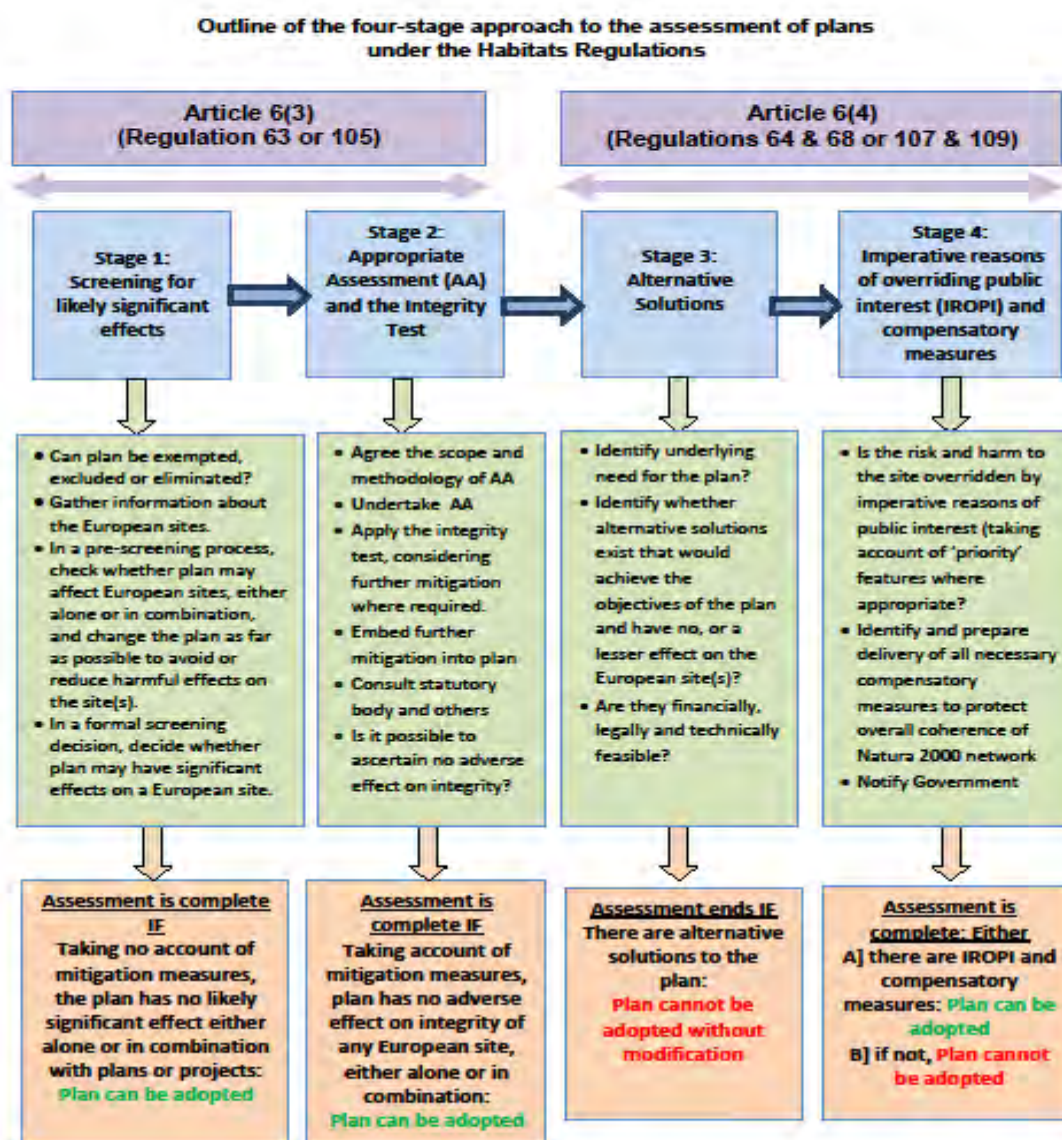 Outline of the four-stage approach to the assessment of plans
under the Habitats Regulations
Article 6(3)
(Regulation 63 or 105)
Article 6(4)
(Regulations 64 & 68 or 107 & 109)
Stage 1:
Screening for
likely significant
effects
Stage 2:
Appropriate
Assessment (AA)
and the Integrity
Test
Stage 3:
Alternative
Solutions
Stage 4:
Imperative reasons
of overriding public
interest (IROPI) and
compensatory
measures
• Can plan be exempted,
excluded or eliminated?
• Gather information about
the European sites.
• In a pre-screening process,
check whether plan may
affect European sites, either
alone or in combination,
and change the plan as far
as possible to avoid or
reduce harmful effects on
the site(s).
• In a formal screening
decision, decide whether
plan may have significant
effects on a European site.
• Agree the scope and
methodology of AA
• Undertake AA
• Apply the integrity
test, considering
further mitigation
where required.
• Embed further
mitigation into plan
• Consult statutory
body and others
• Is it possible to
ascertain no adverse
effect on integrity?
• Identify underlying
need for the plan?
• Identify whether
alternative solutions
exist that would
achieve the
objectives of the plan
and have no, or a
lesser effect on the
European site(s)?
• Are they financially,
legally and technically
feasible?
• Is the risk and harm to
the site overridden by
imperative reasons of
public interest (taking
account of 'priority'
features where
appropriate?
• Identify and prepare
delivery of all necessary
compensatory
measures to protect
overall coherence of
Natura 2000 network
• Notify Government
Assessment is complete
IF
Taking no account of
mitigation measures,
the plan has no likely
significant effect either
alone or in combination
with plans or projects:
Plan can be adopted
Assessment is
complete IF
Taking account of
mitigation measures,
plan has no adverse
effect on integrity of
any European site,
either alone or in
combination:
Plan can be adopted
Assessment ends IF
There are alternative
solutions to the
plan:
Plan cannot be
adopted without
modification
Assessment is
complete: Either
A] there are IROPI and
compensatory
measures: Plan can be
adopted
B] if not, Plan cannot
be adopted